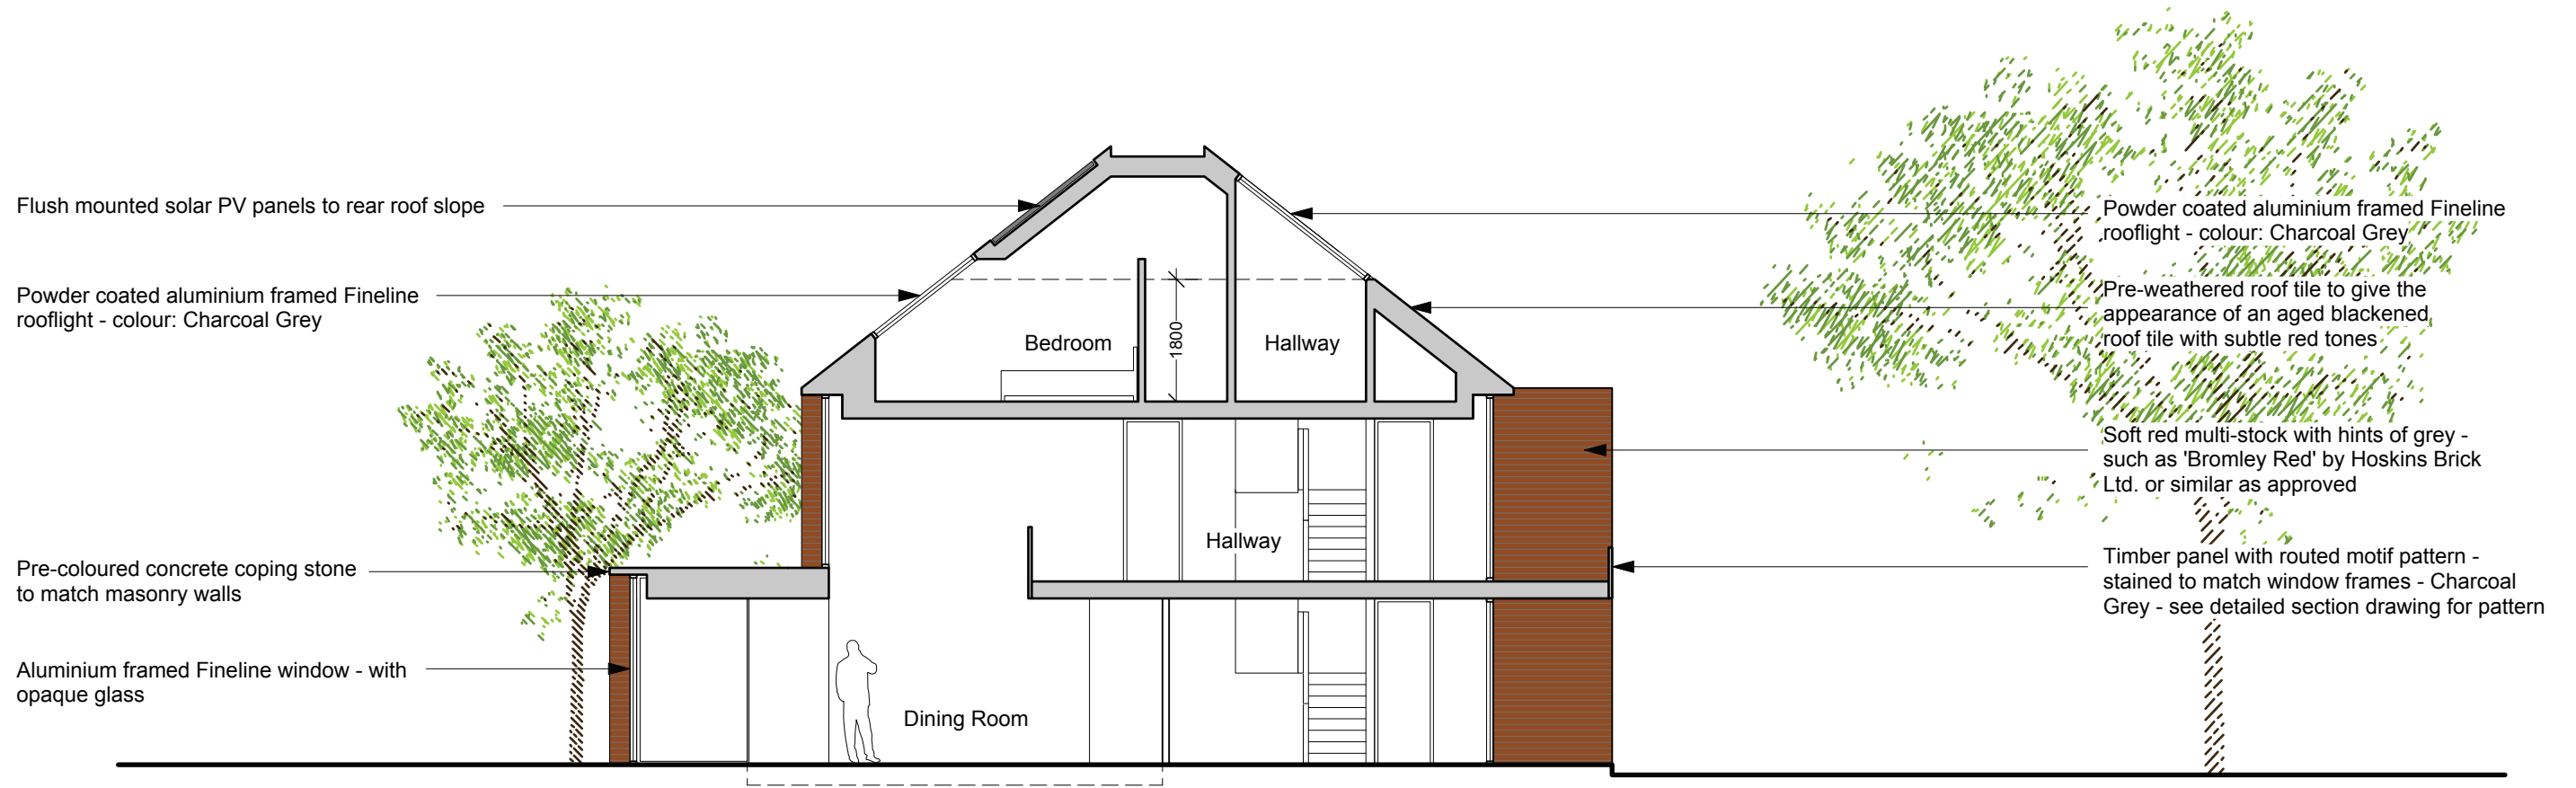 Flush mounted solar PV panels to rear roof slope
Powder coated aluminium framed Fineline
rooflight - colour: Charcoal Grey
Pre-coloured concrete coping stone
to match masonry walls
Aluminium framed Fineline window - with
opaque glass
Bedroom
1800
Hallway
Hallway
Dining Room
Powder coated aluminium framed Fineline
rooflight - colour: Charcoal Grey
Pre-weathered roof tile to give the
appearance of an aged blackened
roof tile with subtle red tones
Soft red multi-stock with hints of grey -
such as 'Bromley Red' by Hoskins Brick
Ltd. or similar as approved
Timber panel with routed motif pattern -
stained to match window frames - Charcoal
Grey - see detailed section drawing for pattern